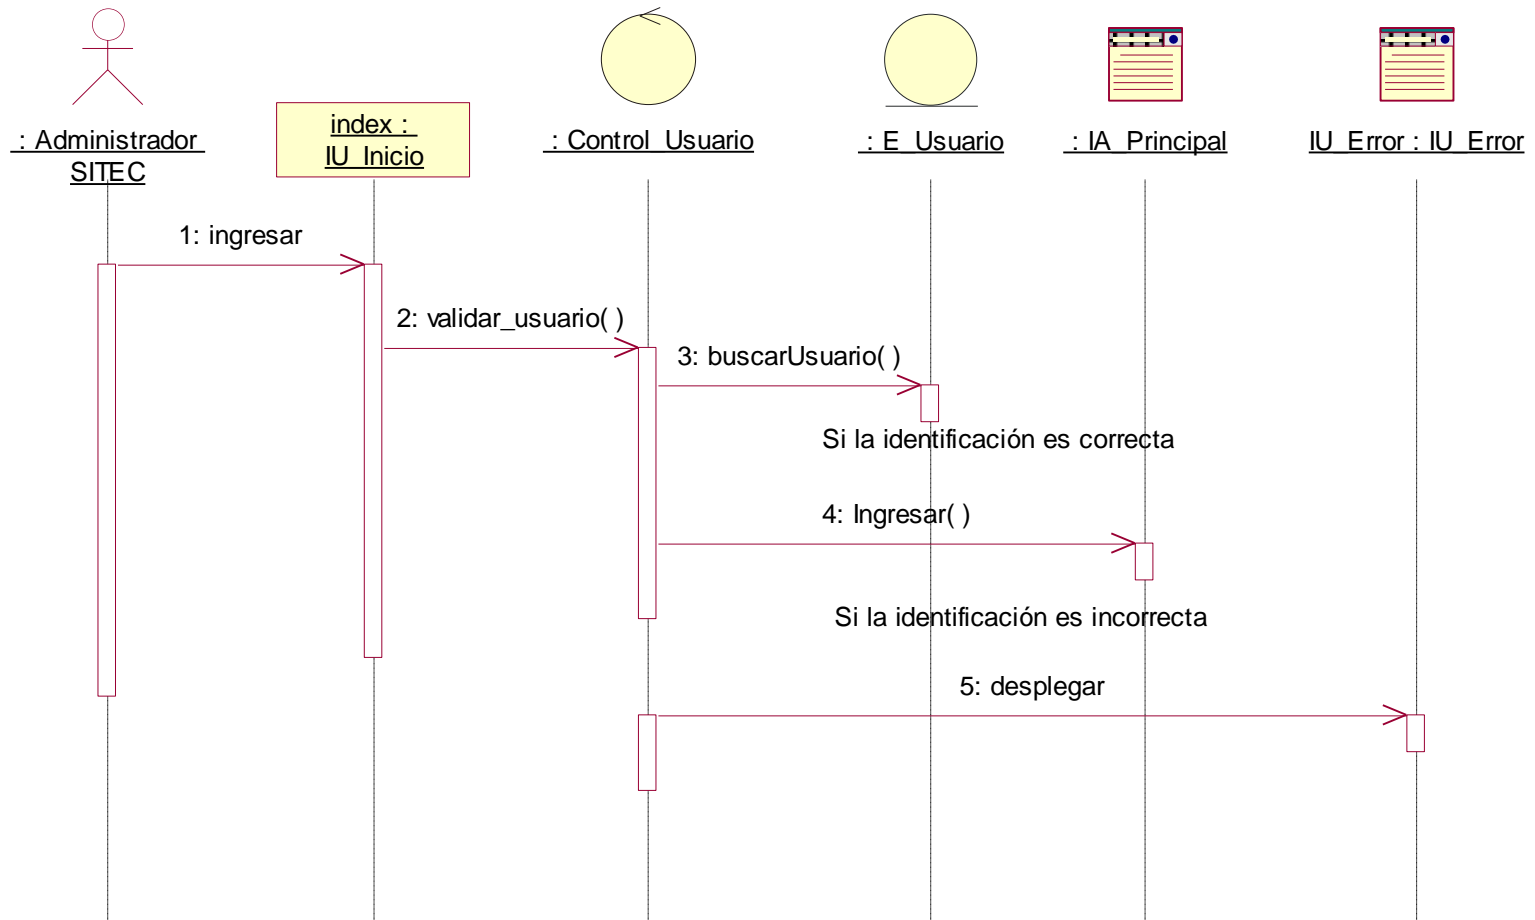 : Administrador
SITEC
index :
IU_Inicio
: Control_Usuario
: E_Usuario
: IA_Principal
IU_Error : IU_Error
1: ingresar
2: validar_usuario( )
3: buscarUsuario( )
Si la identificación es correcta
4: Ingresar( )
Si la identificación es incorrecta
5: desplegar